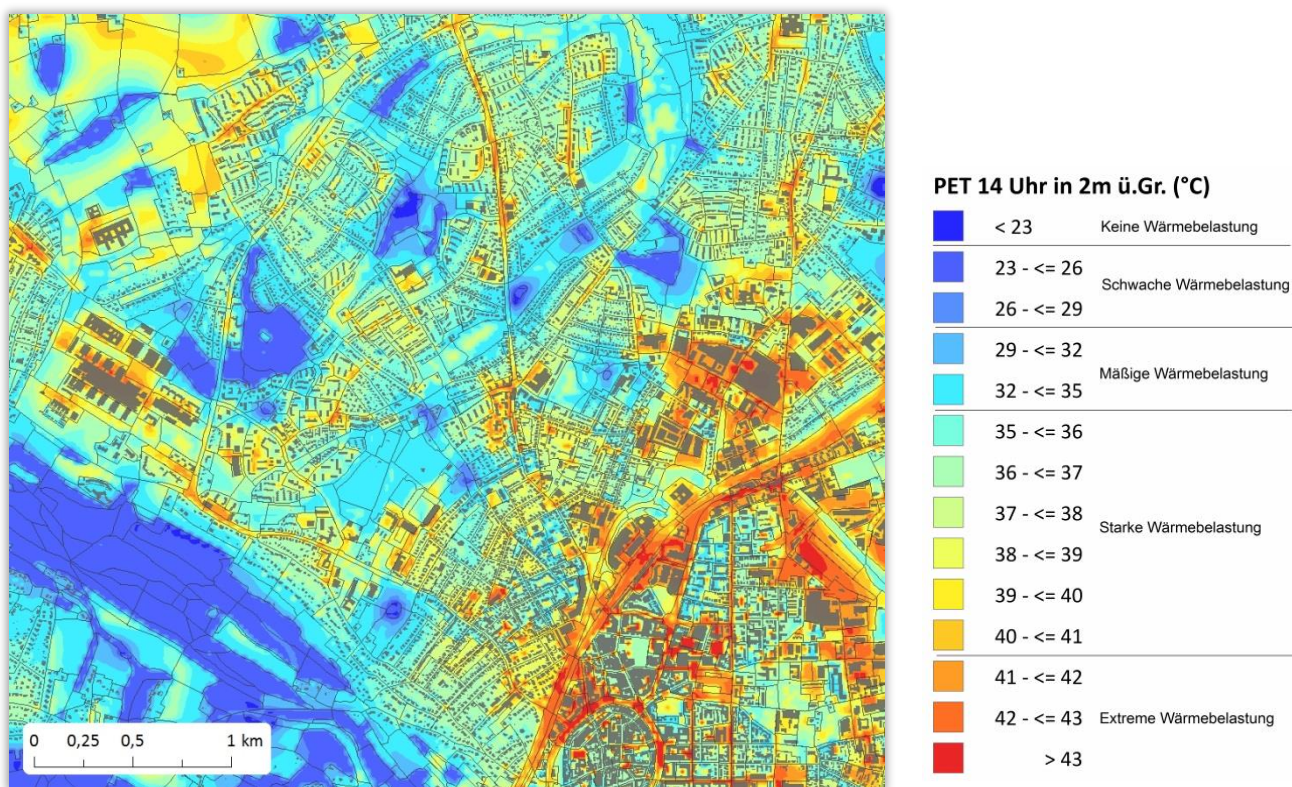 PET 14 Uhr in 2m ü.Gr. (°C)
< 23 Keine Wärmebelastung
23 - <= 26
Schwache Wärmebelastung
26 - <= 29
29 - <= 32
Mäßige Wärmebelastung
32 - <= 35
35 - <= 36
36 - <= 37
37 - <= 38
Starke Wärmebelastung
38 - <= 39
39 - <= 40
40 - <= 41
41 - <= 42
42 - <= 43 Extreme Wärmebelastung
> 43
0 0,25 0,5 1 km